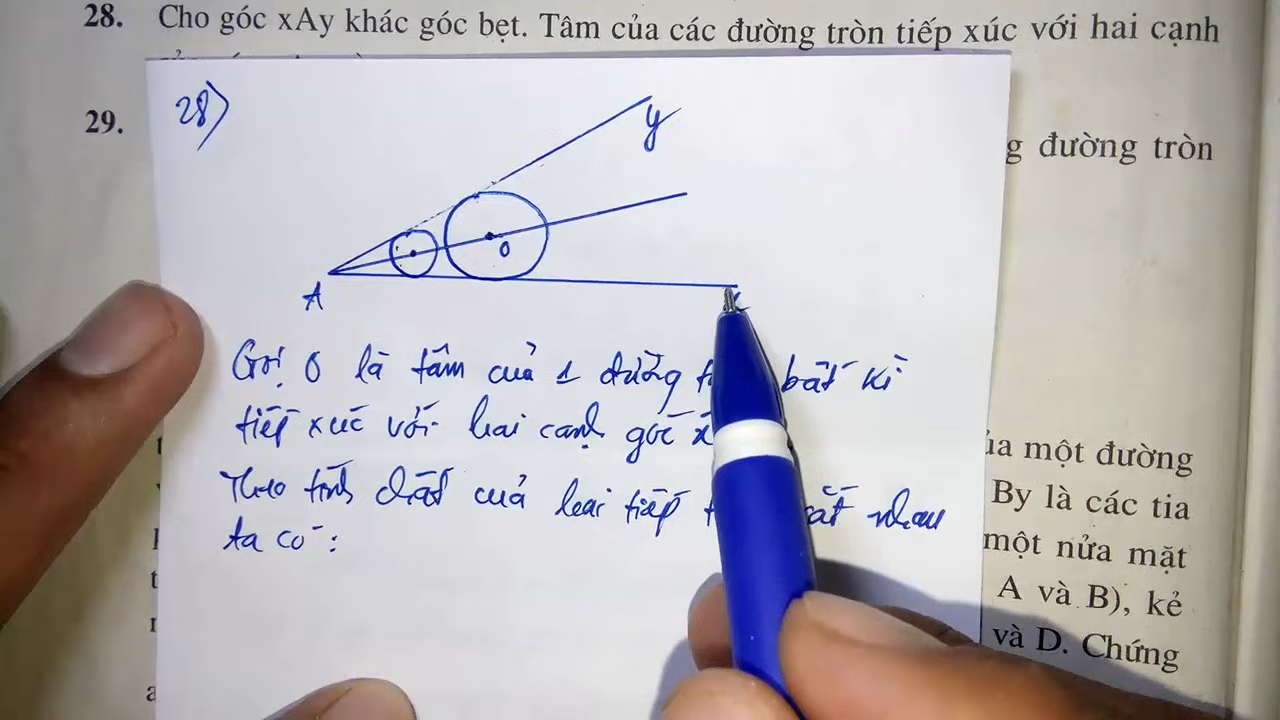 28. Cho góc xAy khác góc bẹt. Tâm của các đường tròn tiếp xúc với hai cạnh
29.
g đường tròn
28)
y
O
A
Gọi O là tâm của 1 đường bất kì
tiếp xúc với hai cạnh góc x
Theo tính chất của hai tiếp cắt nhau
ta có:
ủa một đường
By là các tia
một nửa mặt
A và B), kẻ
và D. Chứng